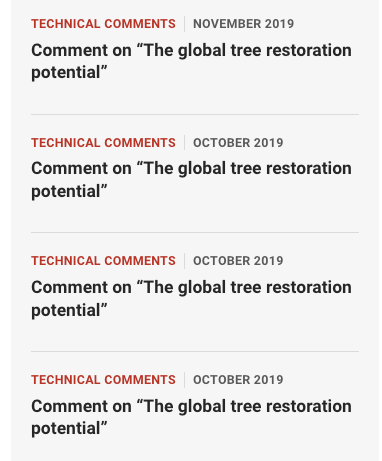 TECHNICAL COMMENTS | NOVEMBER 2019
Comment on “The global tree restoration
potential”
TECHNICAL COMMENTS | OCTOBER 2019
Comment on “The global tree restoration
potential”
TECHNICAL COMMENTS | OCTOBER 2019
Comment on “The global tree restoration
potential”
TECHNICAL COMMENTS | OCTOBER 2019
Comment on “The global tree restoration
potential”